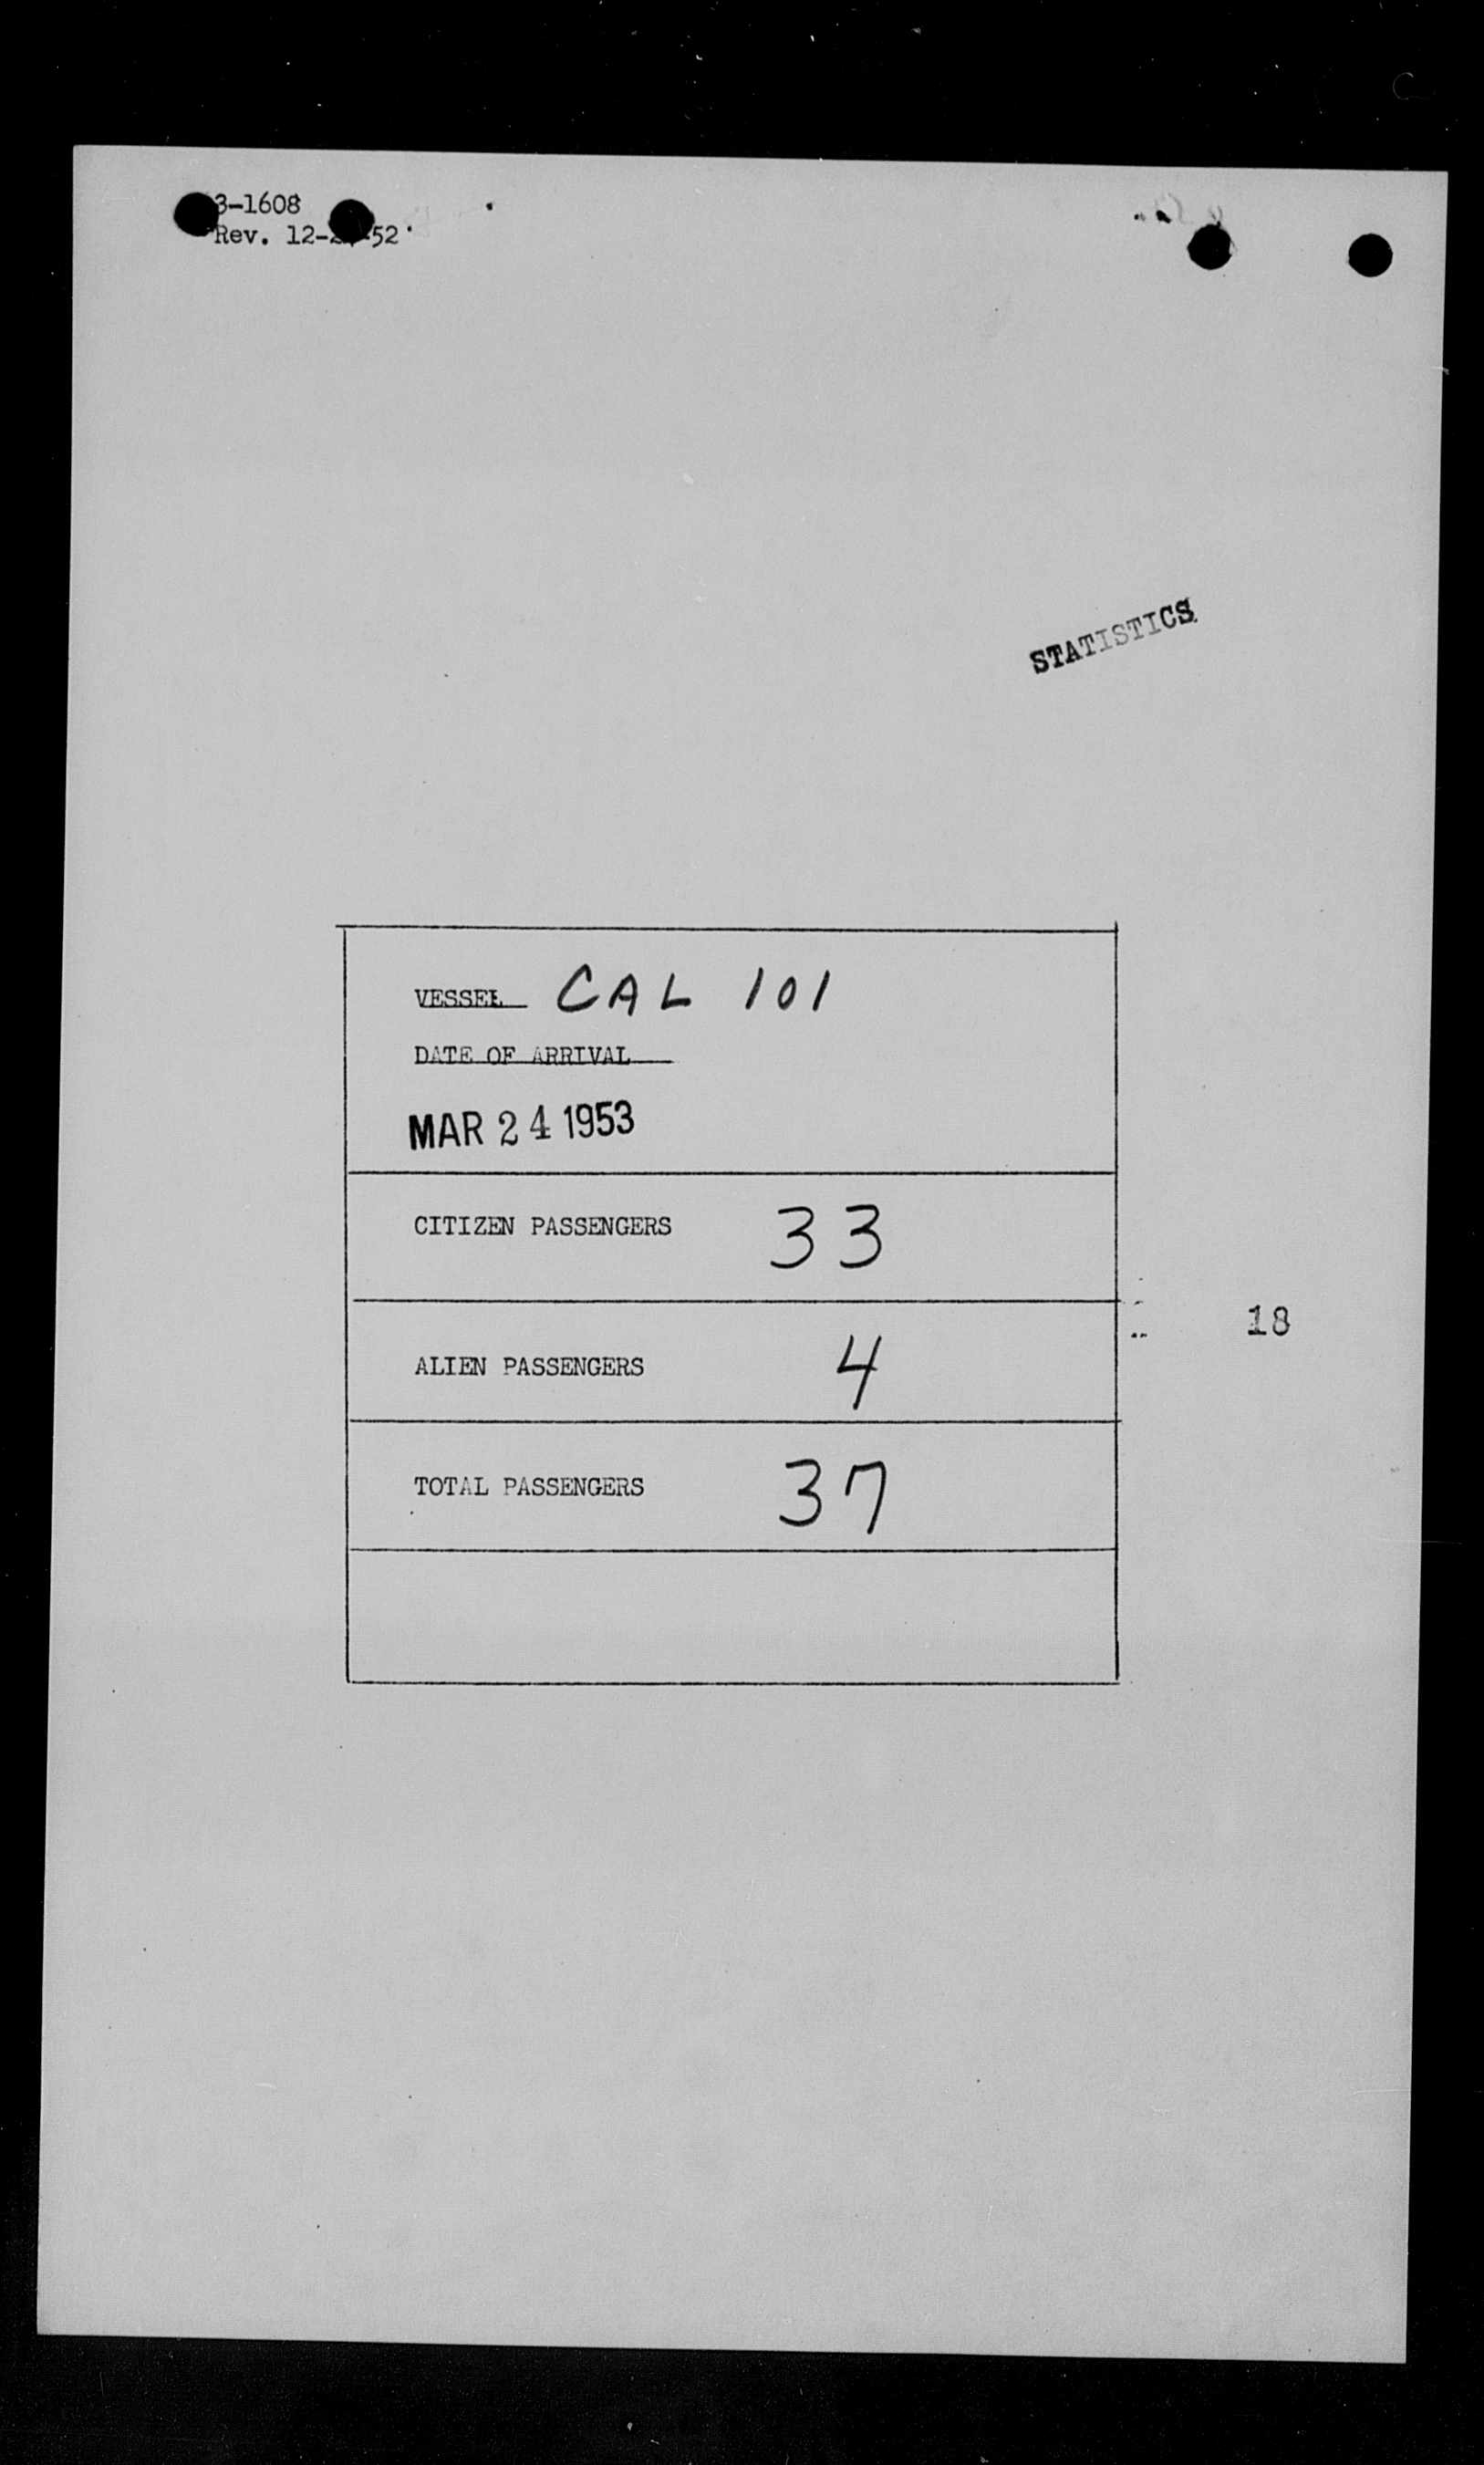 3-1608
Rev. 12-52
STATISTICS
VESSEL CAL 101
DATE OF ARRIVAL
MAR 24 1953
CITIZEN PASSENGERS 33
18
ALIEN PASSENGERS 4
TOTAL PASSENGERS 37